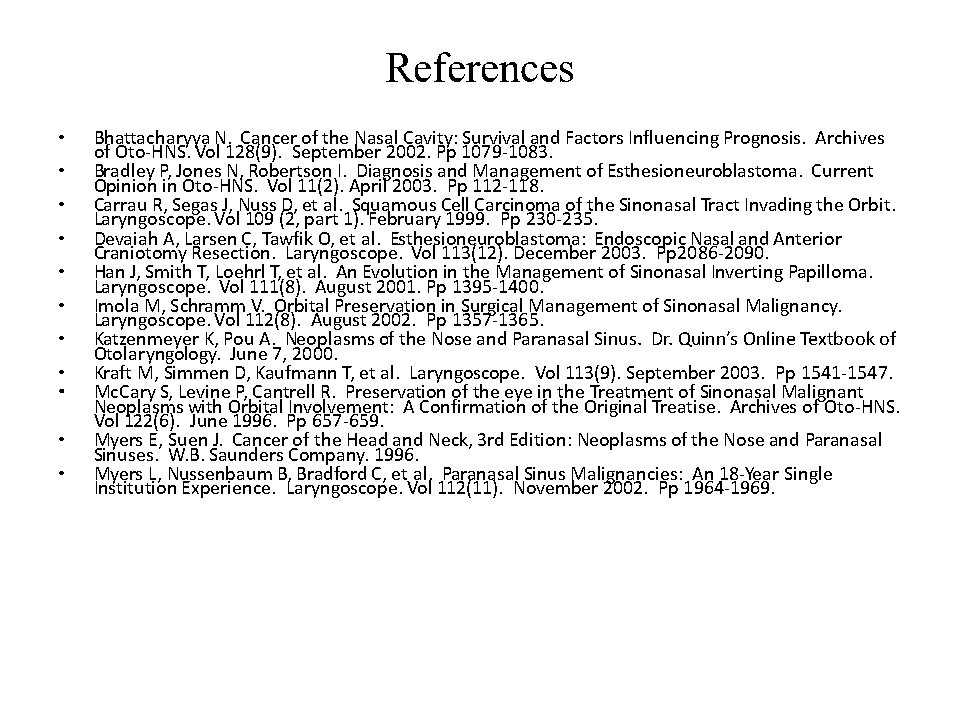 References
• Bhattacharyya N.  Cancer of the Nasal Cavity: Survival and Factors Influencing Prognosis.  Archives
of Oto-HNS. Vol 128(9).  September 2002. Pp 1079-1083.
• Bradley P, Jones N, Robertson I.  Diagnosis and Management of Esthesioneuroblastoma.  Current
Opinion in Oto-HNS.  Vol 11(2). April 2003.  Pp 112-118.
• Carrau R, Segas J, Nuss D, et al.  Squamous Cell Carcinoma of the Sinonasal Tract Invading the Orbit.
Laryngoscope. Vol 109 (2, part 1). February 1999.  Pp 230-235.
• Devaiah A, Larsen C, Tawfik O, et al.  Esthesioneuroblastoma:  Endoscopic Nasal and Anterior
Craniotomy Resection.  Laryngoscope.  Vol 113(12). December 2003.  Pp2086-2090.
• Han J, Smith T, Loehrl T, et al.  An Evolution in the Management of Sinonasal Inverting Papilloma.
Laryngoscope.  Vol 111(8).  August 2001. Pp 1395-1400.
• Imola M, Schramm V.  Orbital Preservation in Surgical Management of Sinonasal Malignancy.
Laryngoscope. Vol 112(8).  August 2002.  Pp 1357-1365.
• Katzenmeyer K, Pou A.  Neoplasms of the Nose and Paranasal Sinus.  Dr. Quinn’s Online Textbook of
Otolaryngology.  June 7, 2000.
• Kraft M, Simmen D, Kaufmann T, et al.  Laryngoscope.  Vol 113(9). September 2003.  Pp 1541-1547.
• McCary S, Levine P, Cantrell R.  Preservation of the eye in the Treatment of Sinonasal Malignant
Neoplasms with Orbital Involvement:  A Confirmation of the Original Treatise.  Archives of Oto-HNS.
Vol 122(6).  June 1996.  Pp 657-659.
• Myers E, Suen J.  Cancer of the Head and Neck, 3rd Edition: Neoplasms of the Nose and Paranasal
Sinuses.  W.B. Saunders Company. 1996.
• Myers L, Nussenbaum B, Bradford C, et al,  Paranasal Sinus Malignancies:  An 18-Year Single
Institution Experience.  Laryngoscope. Vol 112(11).  November 2002.  Pp 1964-1969.